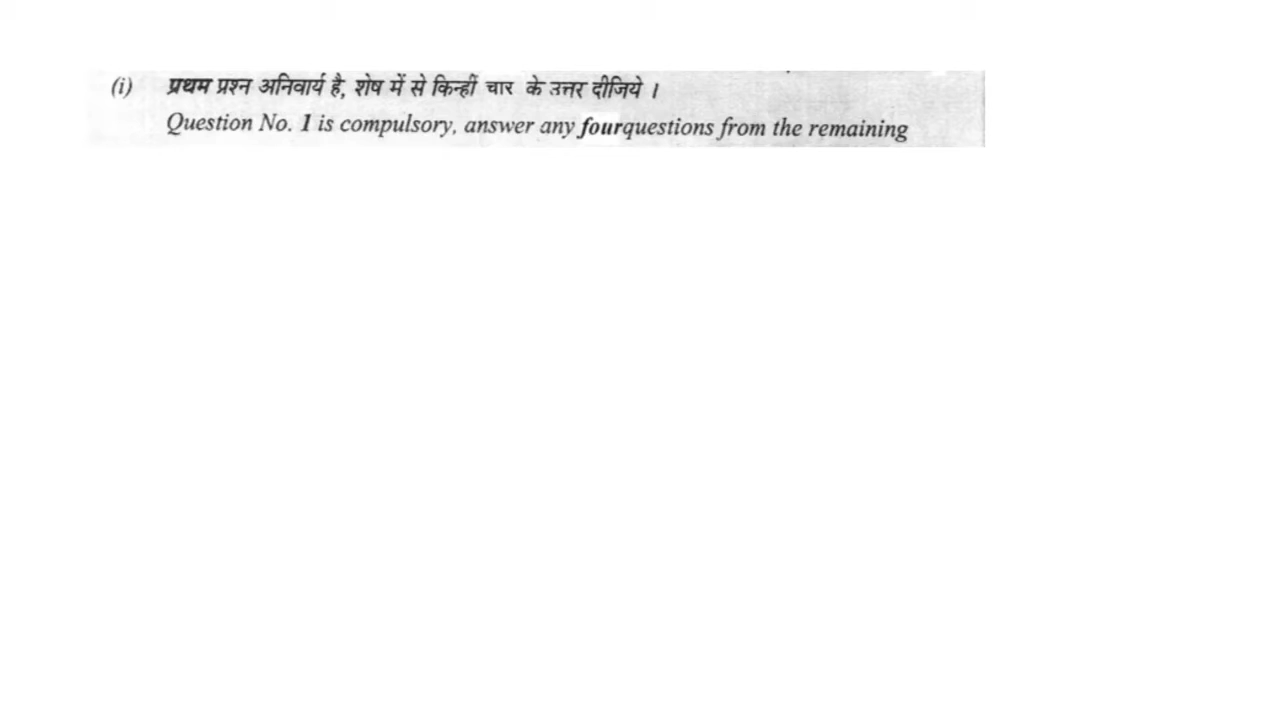 (i) प्रथम प्रश्न अनिवार्य है, शेष में से किन्हीं चार के उत्तर दीजिये ।
Question No. 1 is compulsory, answer any fourquestions from the remaining